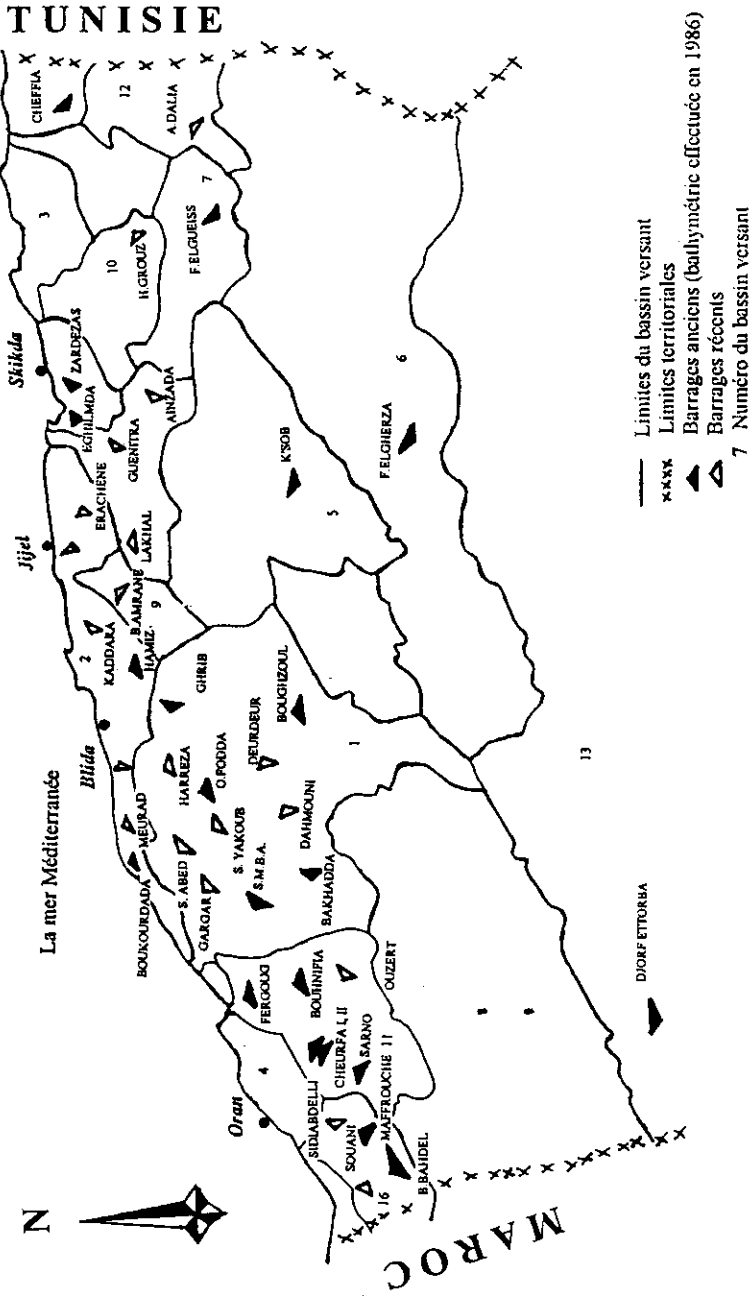 TUNISIE
MAROC
N
La mer Méditerranée
Oran
Blida
Jijel
Skikda
CHEFFIA
12
A.DALIA
3
7
F.ELGUEISS
10
H.GROUZ
ZARDEZAS
EGHILMDA
GUENITRA
AINZADA
ERACHENE
LAKHAL
B.AMRANE
9
2
KADDARA
HAMIZ
GHRIB
K'SOB
5
6
F.ELGHERZA
MEURAD
BOUKOURDADA
HARREZA
O.FODDA
DEURDEUR
BOUGHZOUL
1
S. ABED
GARGAR
S. YAKOUB
S.M.B.A.
DAHMOUNI
BAKHADDA
13
FERGOUG
BOUHNIFIA
OUZERT
CHEURFA I, II
SARNO
4
SIDIABDELLI
SOUANI
MAFFROUCHE 11
B.BAHDEL
16
DJORF ETTORBA
Limites du bassin versant
xxxx Limites territoriales
Barrages anciens (bathymétrie effectuée en 1986)
Barrages récents
7 Numéro du bassin versant